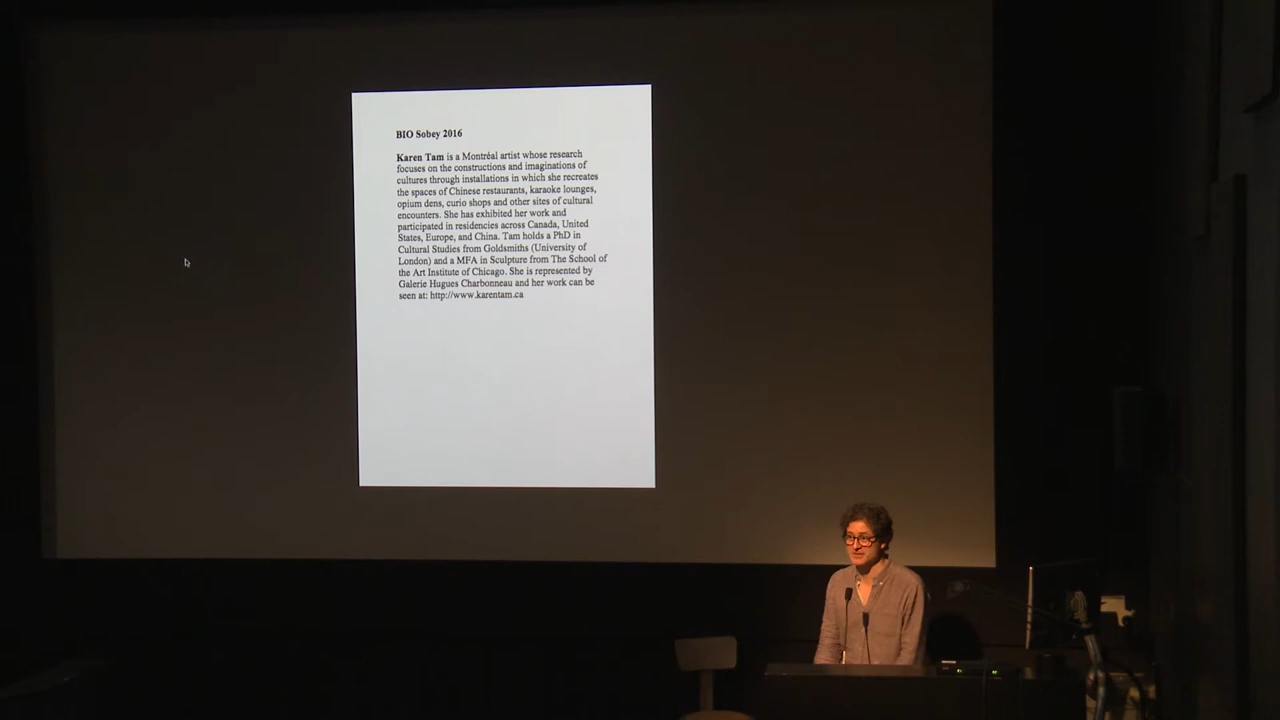 BIO Sobey 2016
Karen Tam is a Montréal artist whose research
focuses on the constructions and imaginations of
cultures through installations in which she recreates
the spaces of Chinese restaurants, karaoke lounges,
opium dens, curio shops and other sites of cultural
encounters. She has exhibited her work and
participated in residencies across Canada, United
States, Europe, and China. Tam holds a PhD in
Cultural Studies from Goldsmiths (University of
London) and a MFA in Sculpture from The School of
the Art Institute of Chicago. She is represented by
Galerie Hugues Charbonneau and her work can be
seen at: http://www.karentam.ca